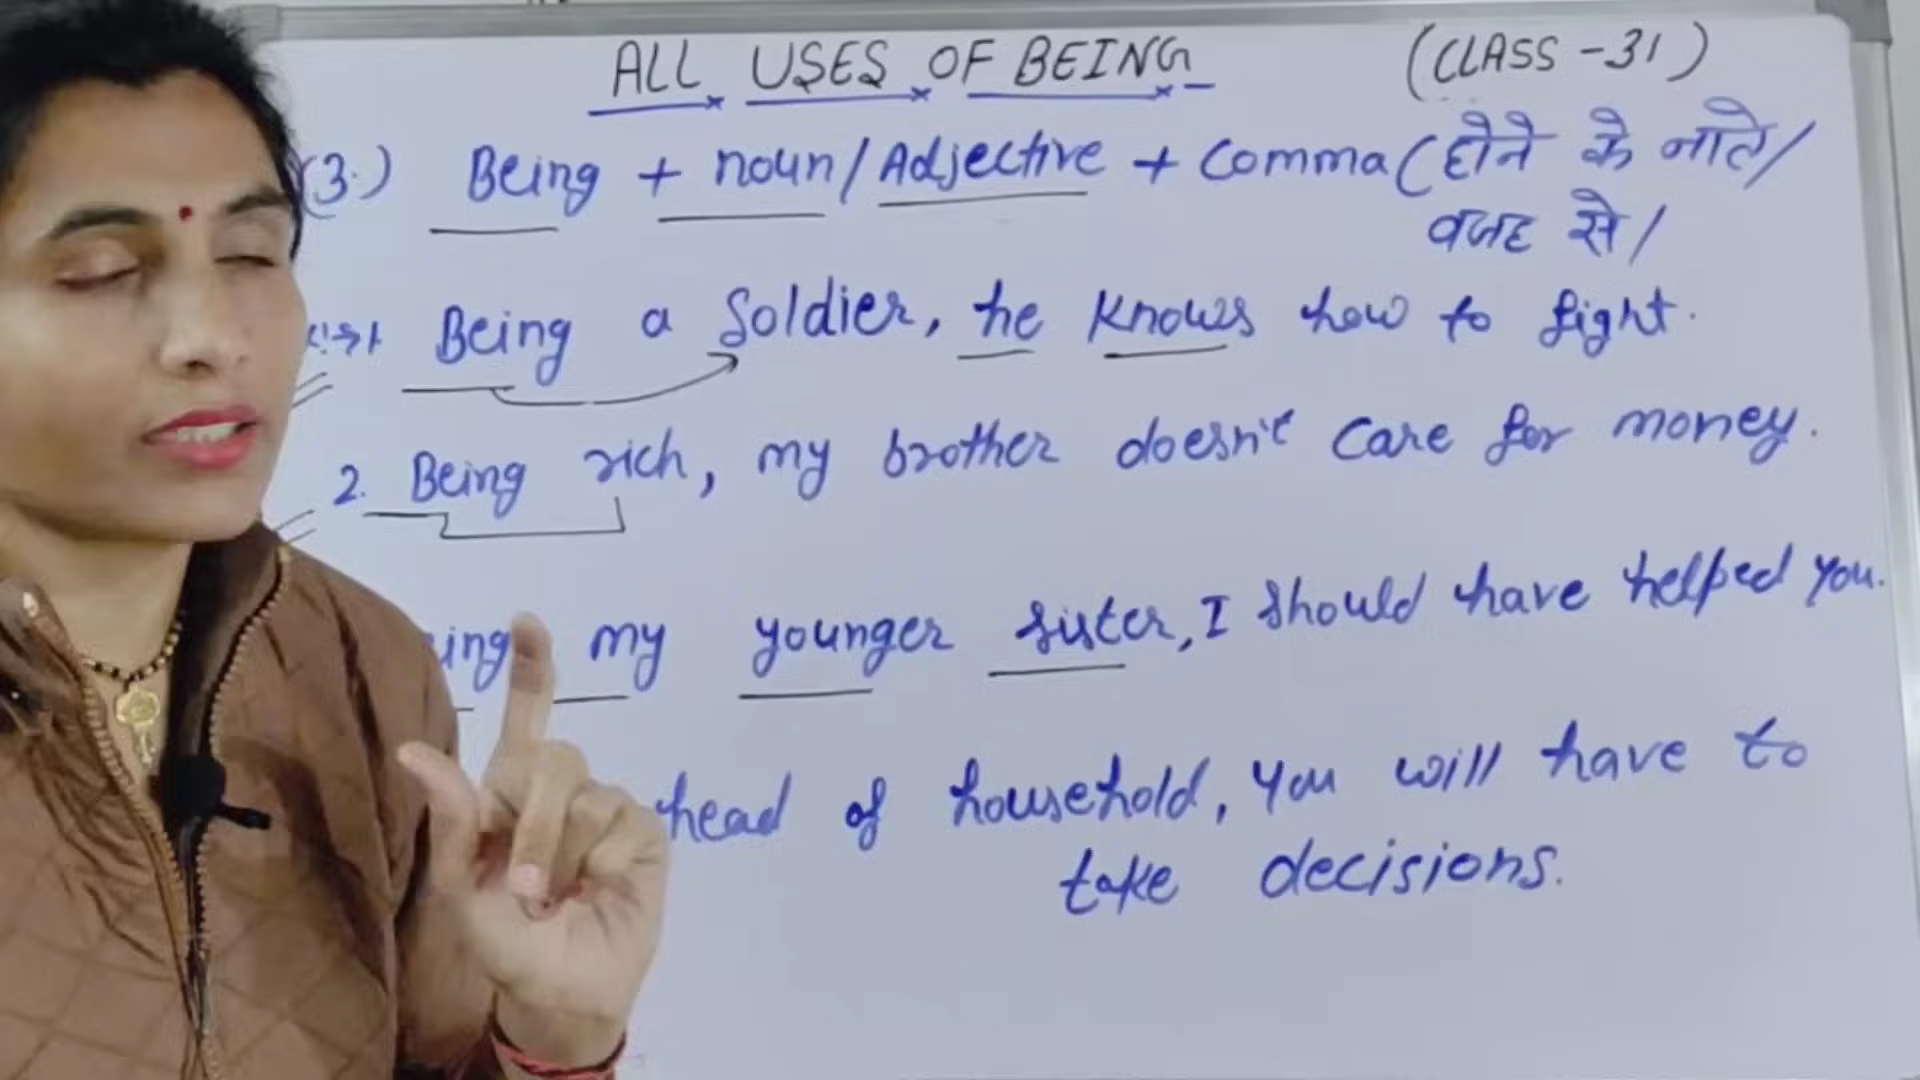 ALL USES OF BEING (CLASS-31)
(3.) Being + noun/Adjective + Comma (होने के नाते/
वजह से/
Being a Soldier, he knows how to fight.
2. Being rich, my brother doesn't care for money.
my younger sister, I should have helped you.
head of household, you will have to
take decisions.